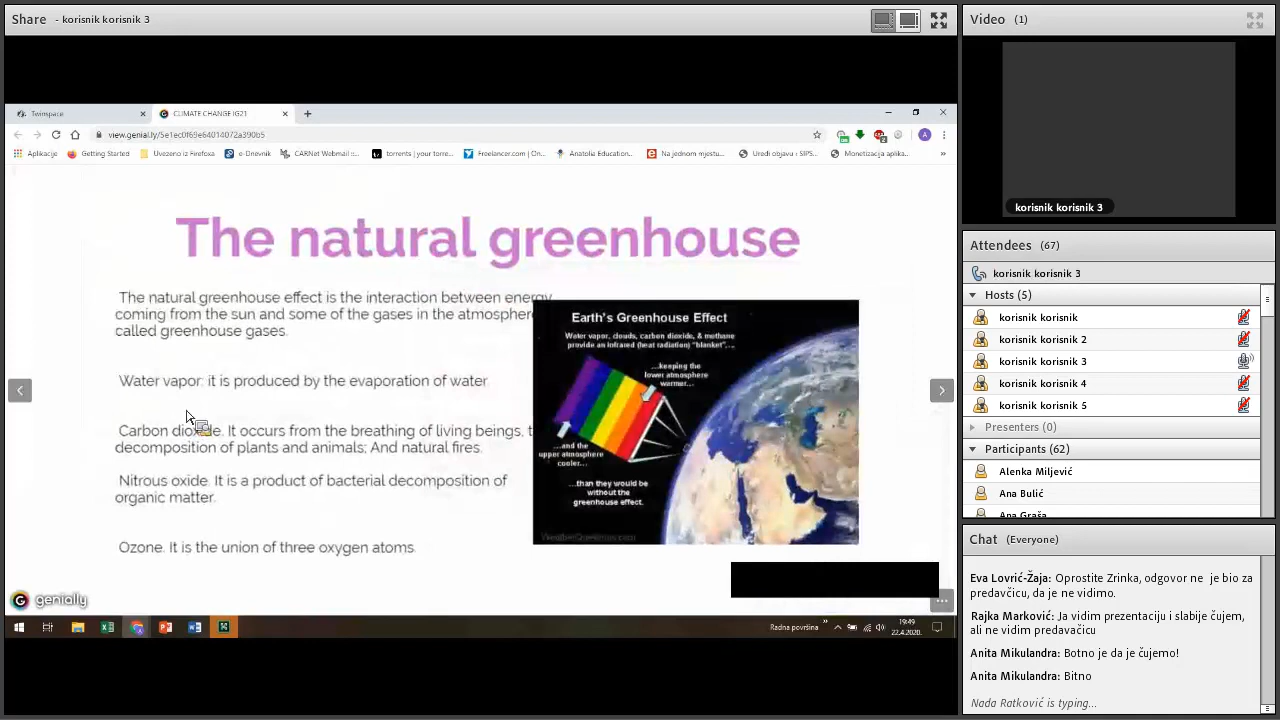 Share - korisnik korisnik 3
Twinspace
CLIMATE CHANGE IG21
view.genial.ly/5e1ec0f69e64014072a390b5
Aplikacije
Getting Started
Uvezeno iz Firefoxa
e-Dnevnik
CARNet Webmail ::...
torrents | your torre...
Freelancer.com | On...
Anatolia Education...
Na jednom mjestu...
Uredi objavu ‹ SIPS...
Monetizacija aplika...
»
The natural greenhouse
The natural greenhouse effect is the interaction between energy
coming from the sun and some of the gases in the atmosphere
called greenhouse gases.
Water vapor: it is produced by the evaporation of water.
Carbon dioxide. It occurs from the breathing of living beings, t
decomposition of plants and animals; And natural fires.
Nitrous oxide. It is a product of bacterial decomposition of
organic matter.
Ozone. It is the union of three oxygen atoms.
Earth's Greenhouse Effect
Water vapor, clouds, carbon dioxide, & methane
provide an infrared (heat radiation) "blanket",...
...keeping the
lower atmosphere
warmer...
...and the
upper atmosphere
cooler...
...than they would be
without the
greenhouse effect.
WeatherQuestions.com
genially
Radna površina
»
19:49
22.4.2020.
Video (1)
korisnik korisnik 3
Attendees (67)
korisnik korisnik 3
Hosts (5)
korisnik korisnik
korisnik korisnik 2
korisnik korisnik 3
korisnik korisnik 4
korisnik korisnik 5
Presenters (0)
Participants (62)
Alenka Miljević
Ana Bulić
Ana Graša
Chat (Everyone)
Eva Lovrić-Žaja: Oprostite Zrinka, odgovor ne je bio za
predavčicu, da je ne vidimo.
Rajka Marković: Ja vidim prezentaciju i slabije čujem,
ali ne vidim predavačicu
Anita Mikulandra: Botno je da je čujemo!
Anita Mikulandra: Bitno
Nada Ratković is typing...